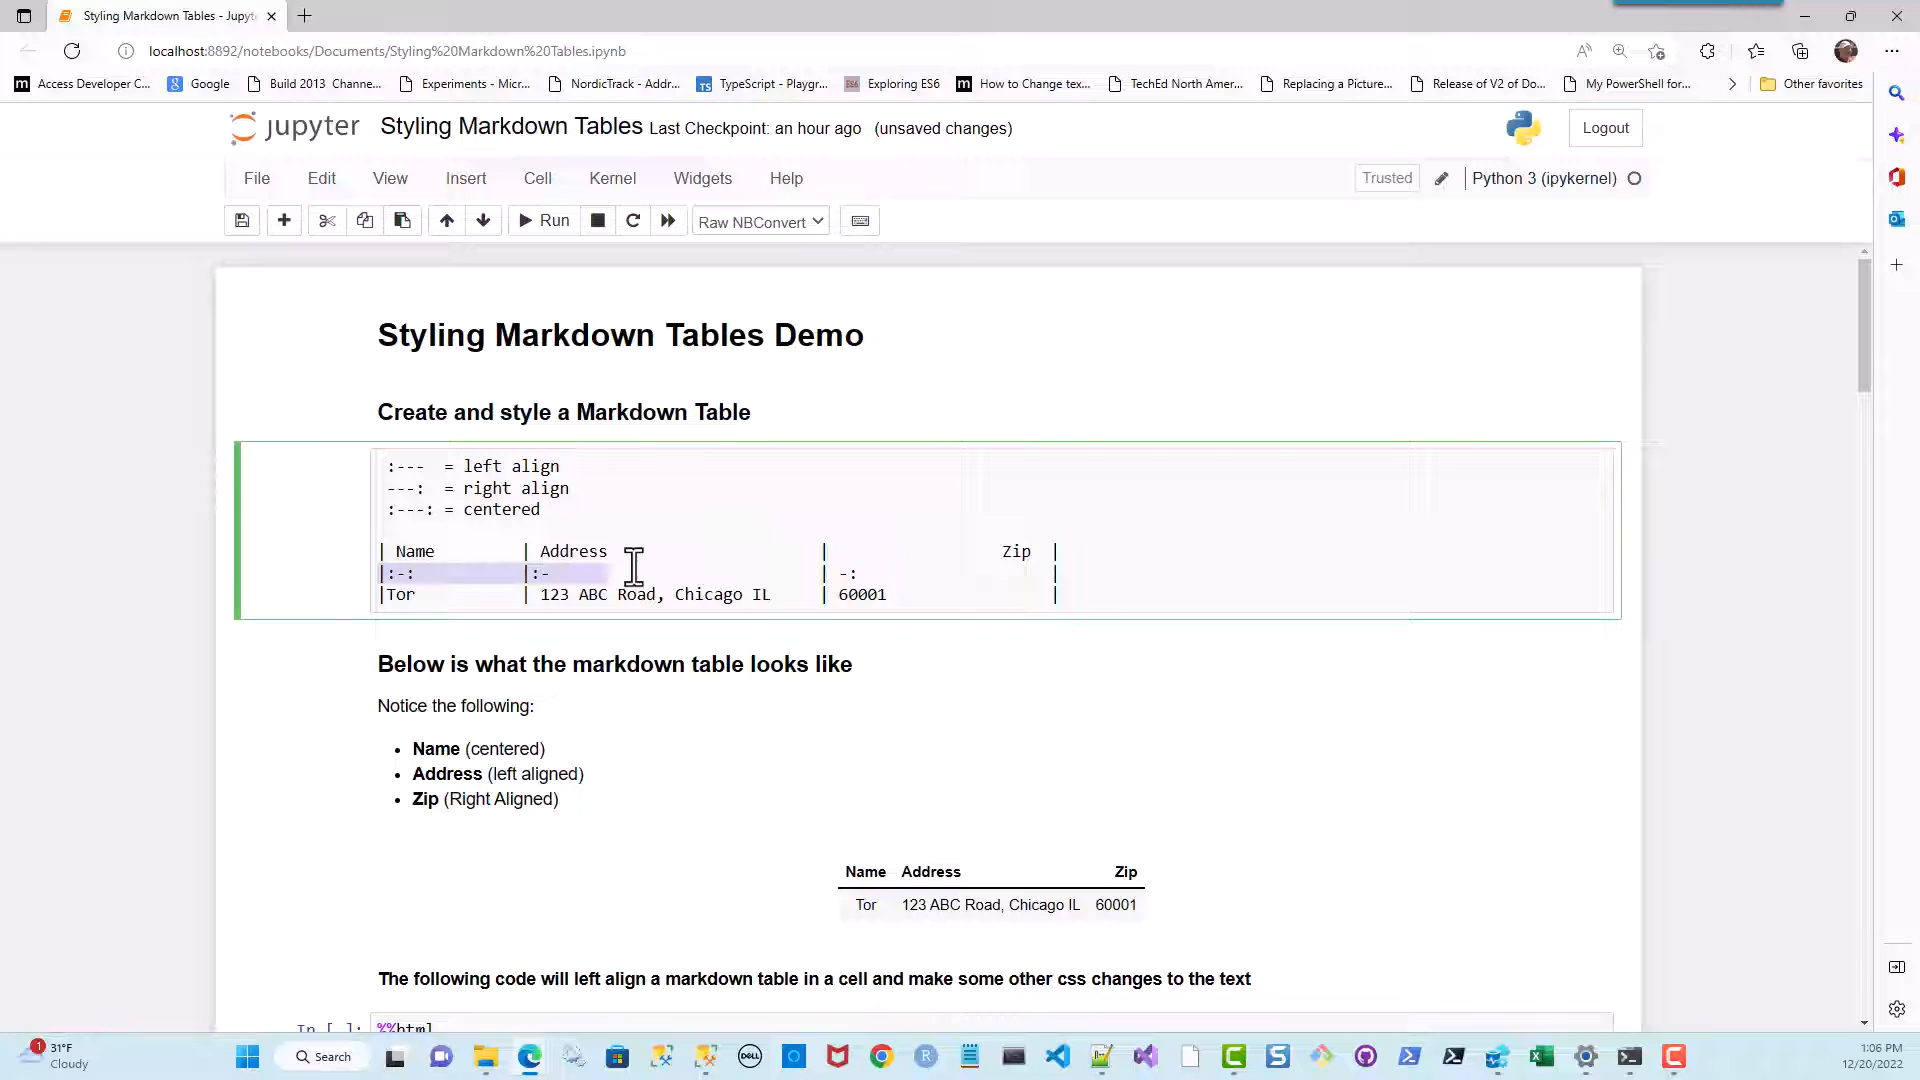 Styling Markdown Tables - Jupyte
localhost:8892/notebooks/Documents/Styling%20Markdown%20Tables.ipynb
Access Developer C... Google Build 2013 Channe... Experiments - Micr... NordicTrack - Addr... TypeScript - Playgr... Exploring ES6 How to Change tex... TechEd North Amer... Replacing a Picture... Release of V2 of Do... My PowerShell for... Other favorites
jupyter Styling Markdown Tables Last Checkpoint: an hour ago (unsaved changes) Logout
File Edit View Insert Cell Kernel Widgets Help Trusted Python 3 (ipykernel)
Run Raw NBConvert
Styling Markdown Tables Demo
Create and style a Markdown Table
:--- = left align
---: = right align
:---: = centered
| Name | Address | Zip |
|:-: |:- | -: |
|Tor | 123 ABC Road, Chicago IL | 60001 |
Below is what the markdown table looks like
Notice the following:
• Name (centered)
• Address (left aligned)
• Zip (Right Aligned)
Name Address Zip
Tor 123 ABC Road, Chicago IL 60001
The following code will left align a markdown table in a cell and make some other css changes to the text
In [ ]: %%html
1 31°F
Cloudy
Search
DELL
1:06 PM
12/20/2022